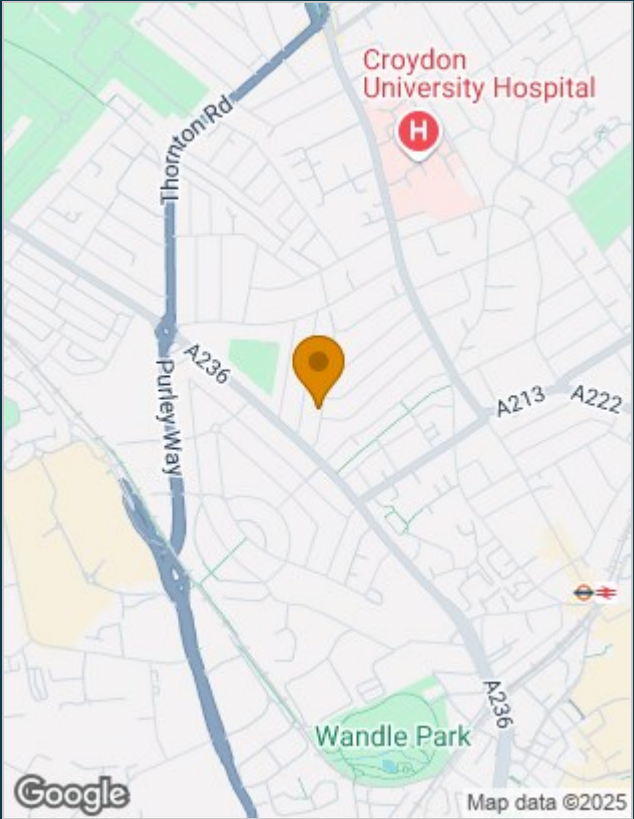 Croydon
University Hospital
H
Thornton Rd
A236
Purley Way
A213
A222
A236
Wandle Park
Google
Map data ©2025